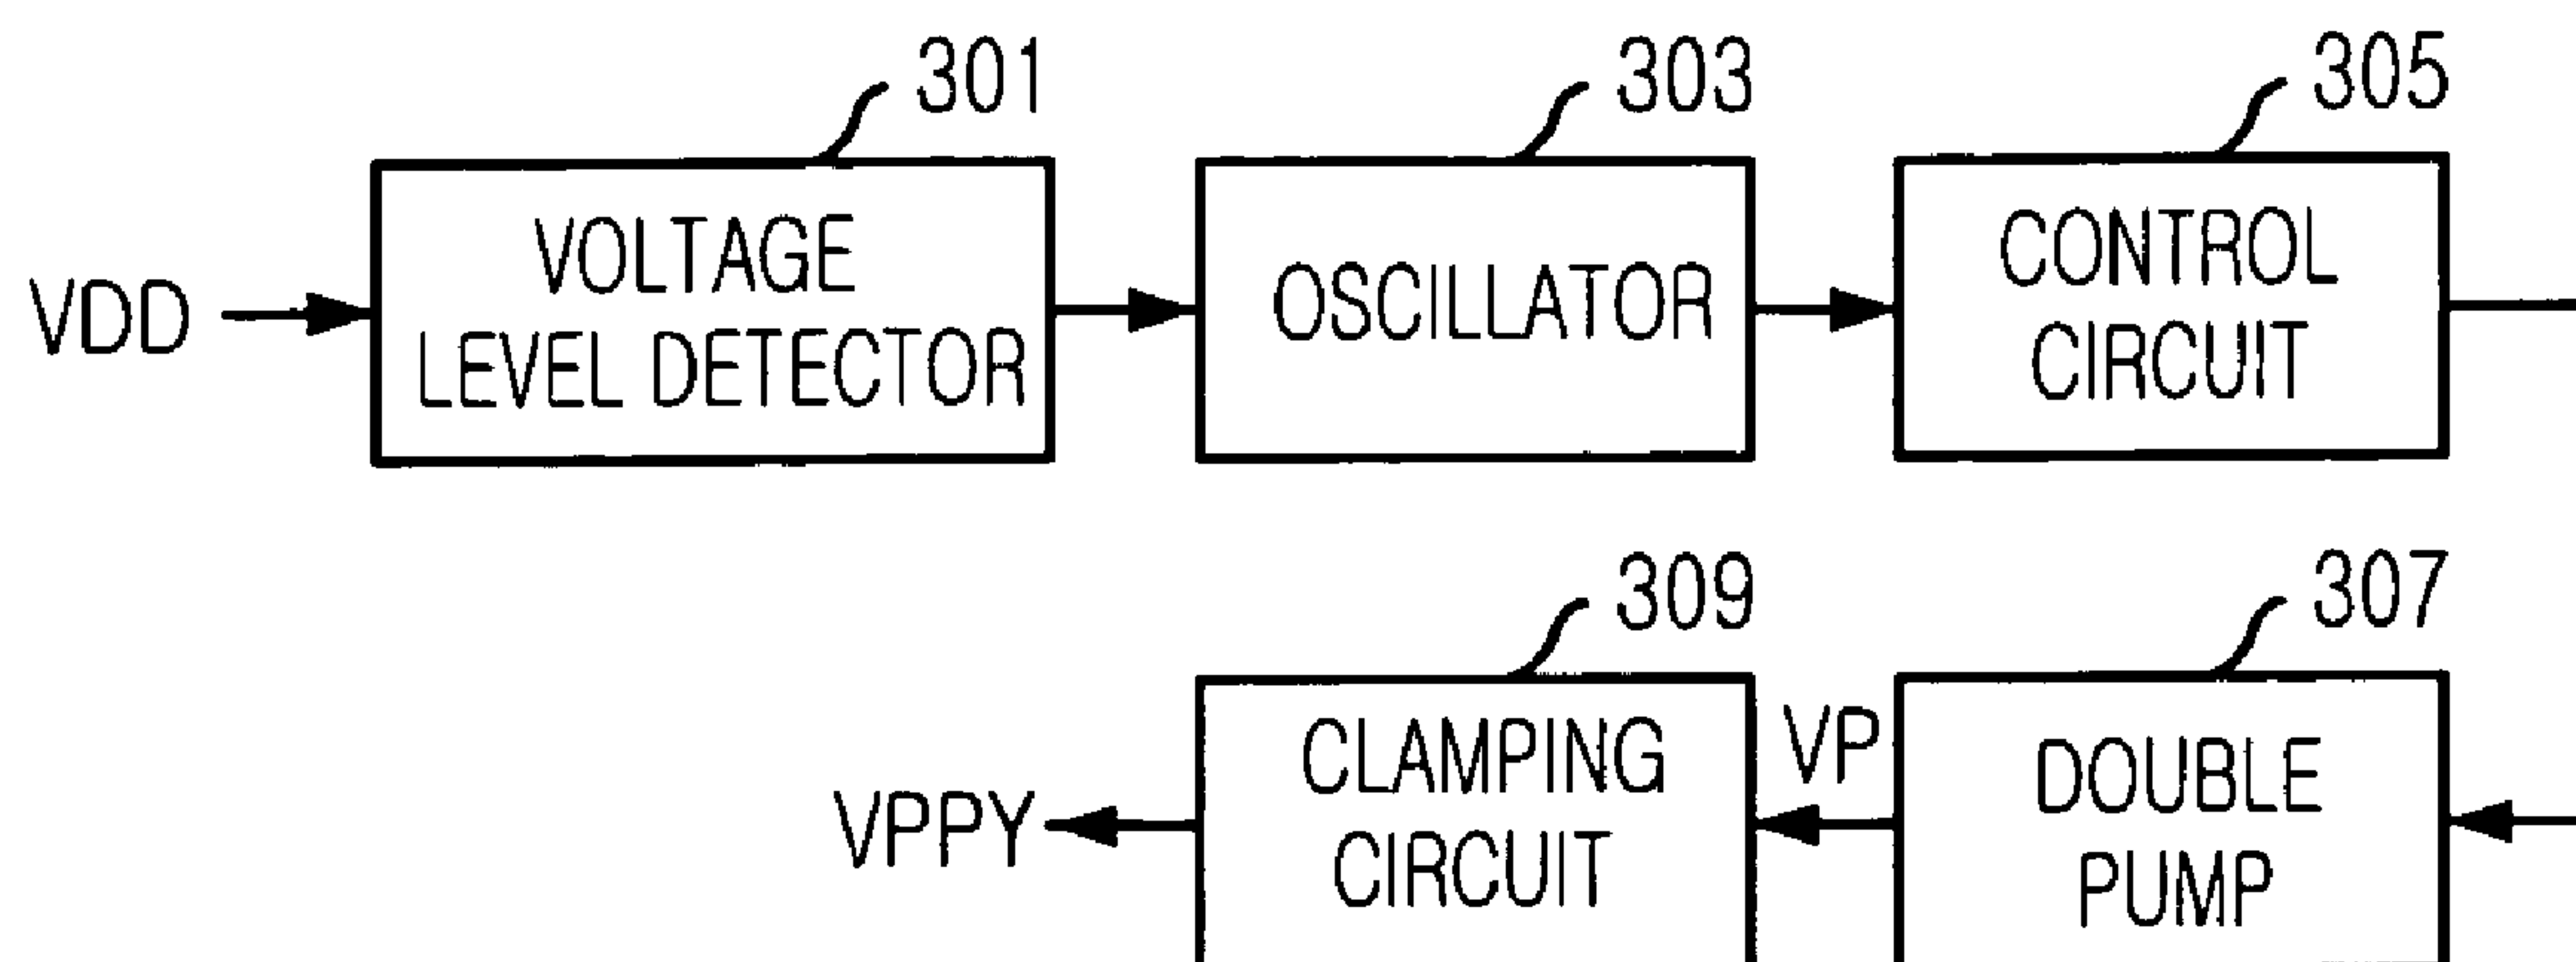 301
303
305
VDD
VOLTAGE
LEVEL DETECTOR
OSCILLATOR
CONTROL
CIRCUIT
309
307
VPPY
CLAMPING
CIRCUIT
VP
DOUBLE
PUMP